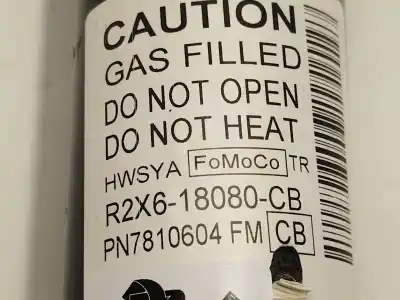 CAUTION
GAS FILLED
DO NOT OPEN
DO NOT HEAT
HWSYA FoMoCo TR
R2X6-18080-CB
PN7810604 FM CB